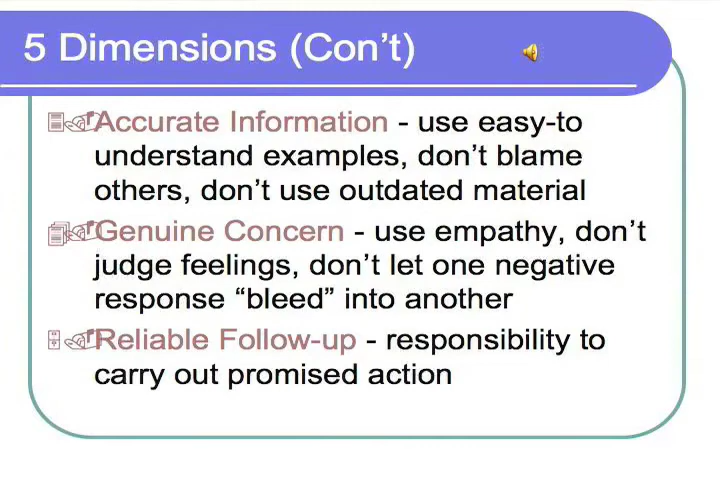 5 Dimensions (Con’t)
Accurate Information - use easy-to
understand examples, don’t blame
others, don’t use outdated material
Genuine Concern - use empathy, don’t
judge feelings, don’t let one negative
response “bleed” into another
Reliable Follow-up - responsibility to
carry out promised action